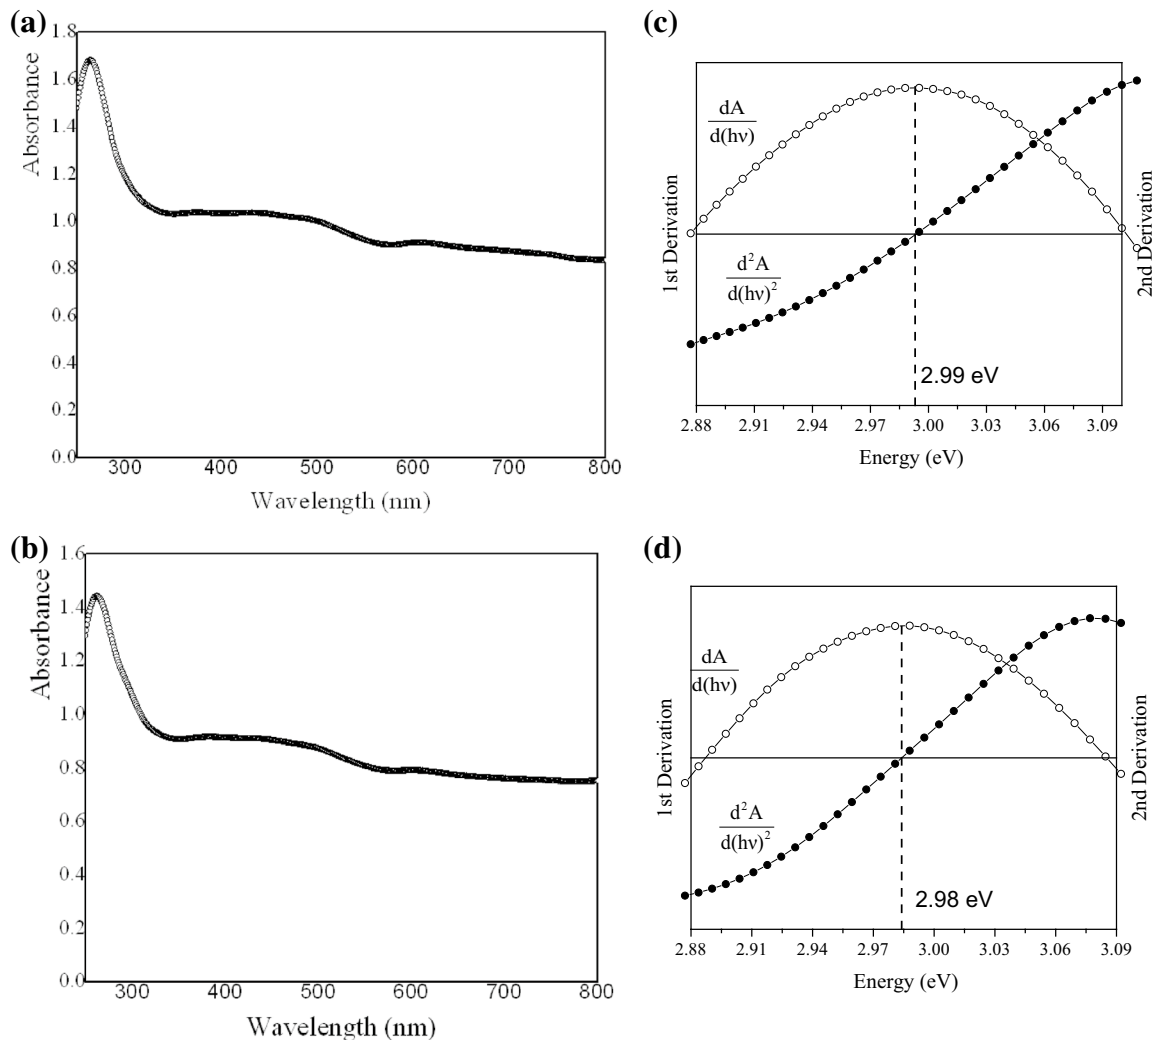 (a)
1.8
1.6
1.4
1.2
1.0
0.8
0.6
0.4
0.2
0.0
Absorbance
300 400 500 600 700 800
Wavelength (nm)
(c)
dA
d(hν)
d²A
d(hν)²
1st Derivation
2nd Derivation
2.99 eV
2.88 2.91 2.94 2.97 3.00 3.03 3.06 3.09
Energy (eV)
(b)
1.6
1.4
1.2
1.0
0.8
0.6
0.4
0.2
0.0
Absorbance
300 400 500 600 700 800
Wavelength (nm)
(d)
dA
d(hν)
d²A
d(hν)²
1st Derivation
2nd Derivation
2.98 eV
2.88 2.91 2.94 2.97 3.00 3.03 3.06 3.09
Energy (eV)